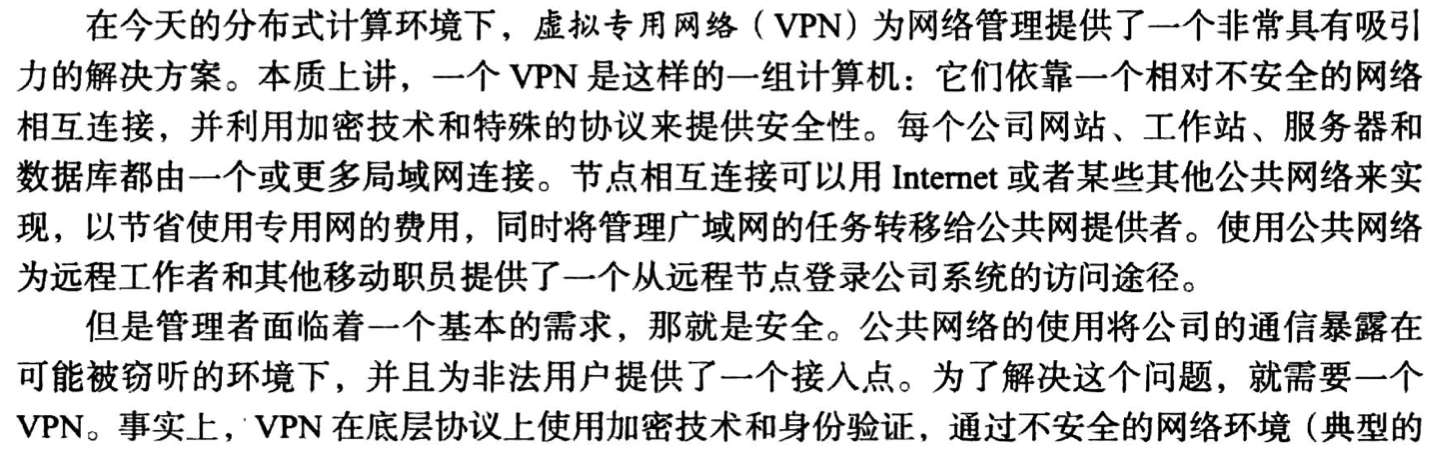 在今天的分布式计算环境下，虚拟专用网络（VPN）为网络管理提供了一个非常具有吸引
力的解决方案。本质上讲，一个 VPN 是这样的一组计算机：它们依靠一个相对不安全的网络
相互连接，并利用加密技术和特殊的协议来提供安全性。每个公司网站、工作站、服务器和
数据库都由一个或更多局域网连接。节点相互连接可以用 Internet 或者某些其他公共网络来实
现，以节省使用专用网的费用，同时将管理广域网的任务转移给公共网提供者。使用公共网络
为远程工作者和其他移动职员提供了一个从远程节点登录公司系统的访问途径。
但是管理者面临着一个基本的需求，那就是安全。公共网络的使用将公司的通信暴露在
可能被窃听的环境下，并且为非法用户提供了一个接入点。为了解决这个问题，就需要一个
VPN。事实上，VPN 在底层协议上使用加密技术和身份验证，通过不安全的网络环境（典型的